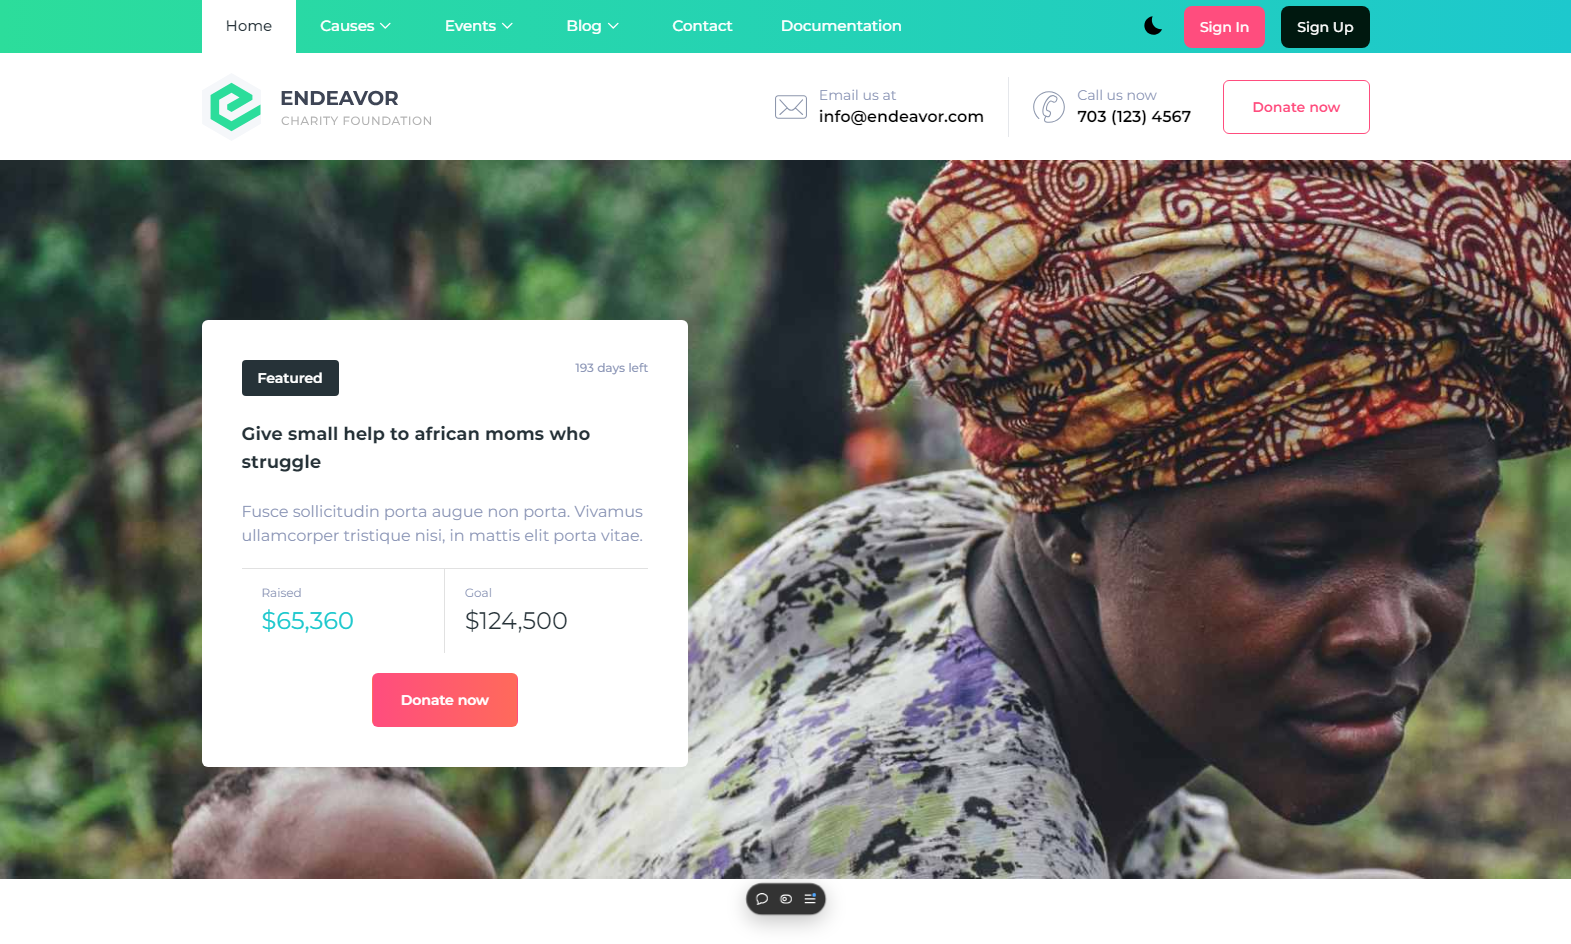 Home
Causes
Events
Blog
Contact
Documentation
Sign In
Sign Up
ENDEAVOR
CHARITY FOUNDATION
Email us at
info@endeavor.com
Call us now
703 (123) 4567
Donate now
Featured
193 days left
Give small help to african moms who
struggle
Fusce sollicitudin porta augue non porta. Vivamus
ullamcorper tristique nisi, in mattis elit porta vitae.
Raised
$65,360
Goal
$124,500
Donate now